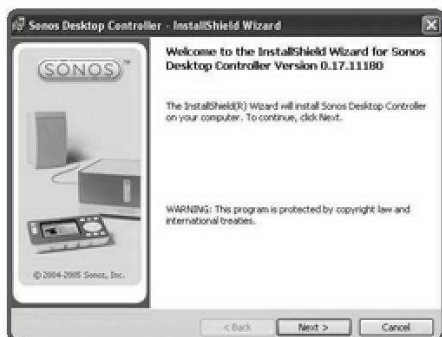 Sonos Desktop Controller - InstallShield Wizard
SONOS™
Welcome to the InstallShield Wizard for Sonos
Desktop Controller Version 0.17.11180
The InstallShield(R) Wizard will install Sonos Desktop Controller
on your computer. To continue, click Next.
WARNING: This program is protected by copyright law and
international treaties.
© 2004-2005 Sonos, Inc.
< Back
Next >
Cancel